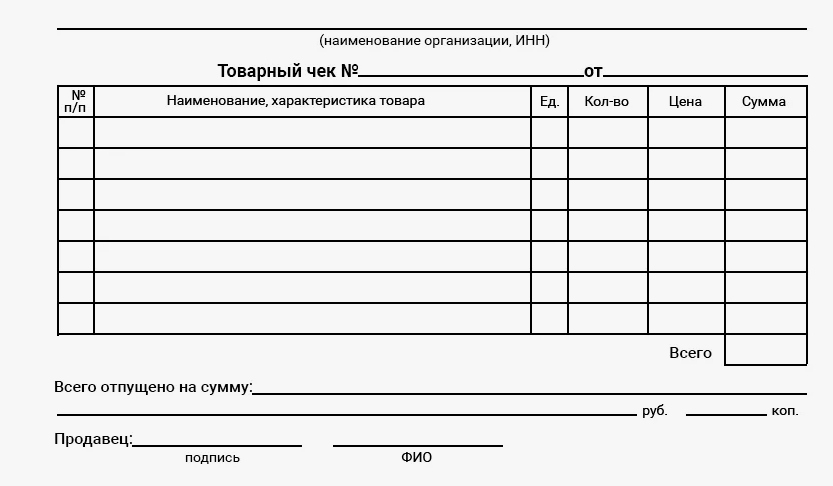 (наименование организации, ИНН)
Товарный чек № от
№ п/п Наименование, характеристика товара Ед. Кол-во Цена Сумма
Всего
Всего отпущено на сумму:
руб. коп.
Продавец:
подпись ФИО